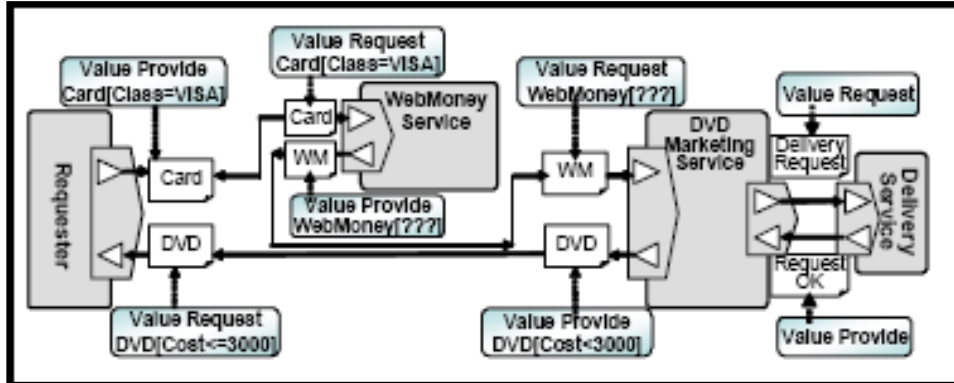 Value Request
Card[Class=VISA]
Value Provide
Card[Class=VISA]
Value Request
WebMoney[???]
Value Request
Card
WebMoney
Service
WM
Value Provide
WebMoney[???]
Requester
Card
DVD
WM
DVD
DVD
Marketing
Service
Delivery
Request
Delivery
Service
Request
OK
Value Request
DVD[Cost<=3000]
Value Provide
DVD[Cost<3000]
Value Provide